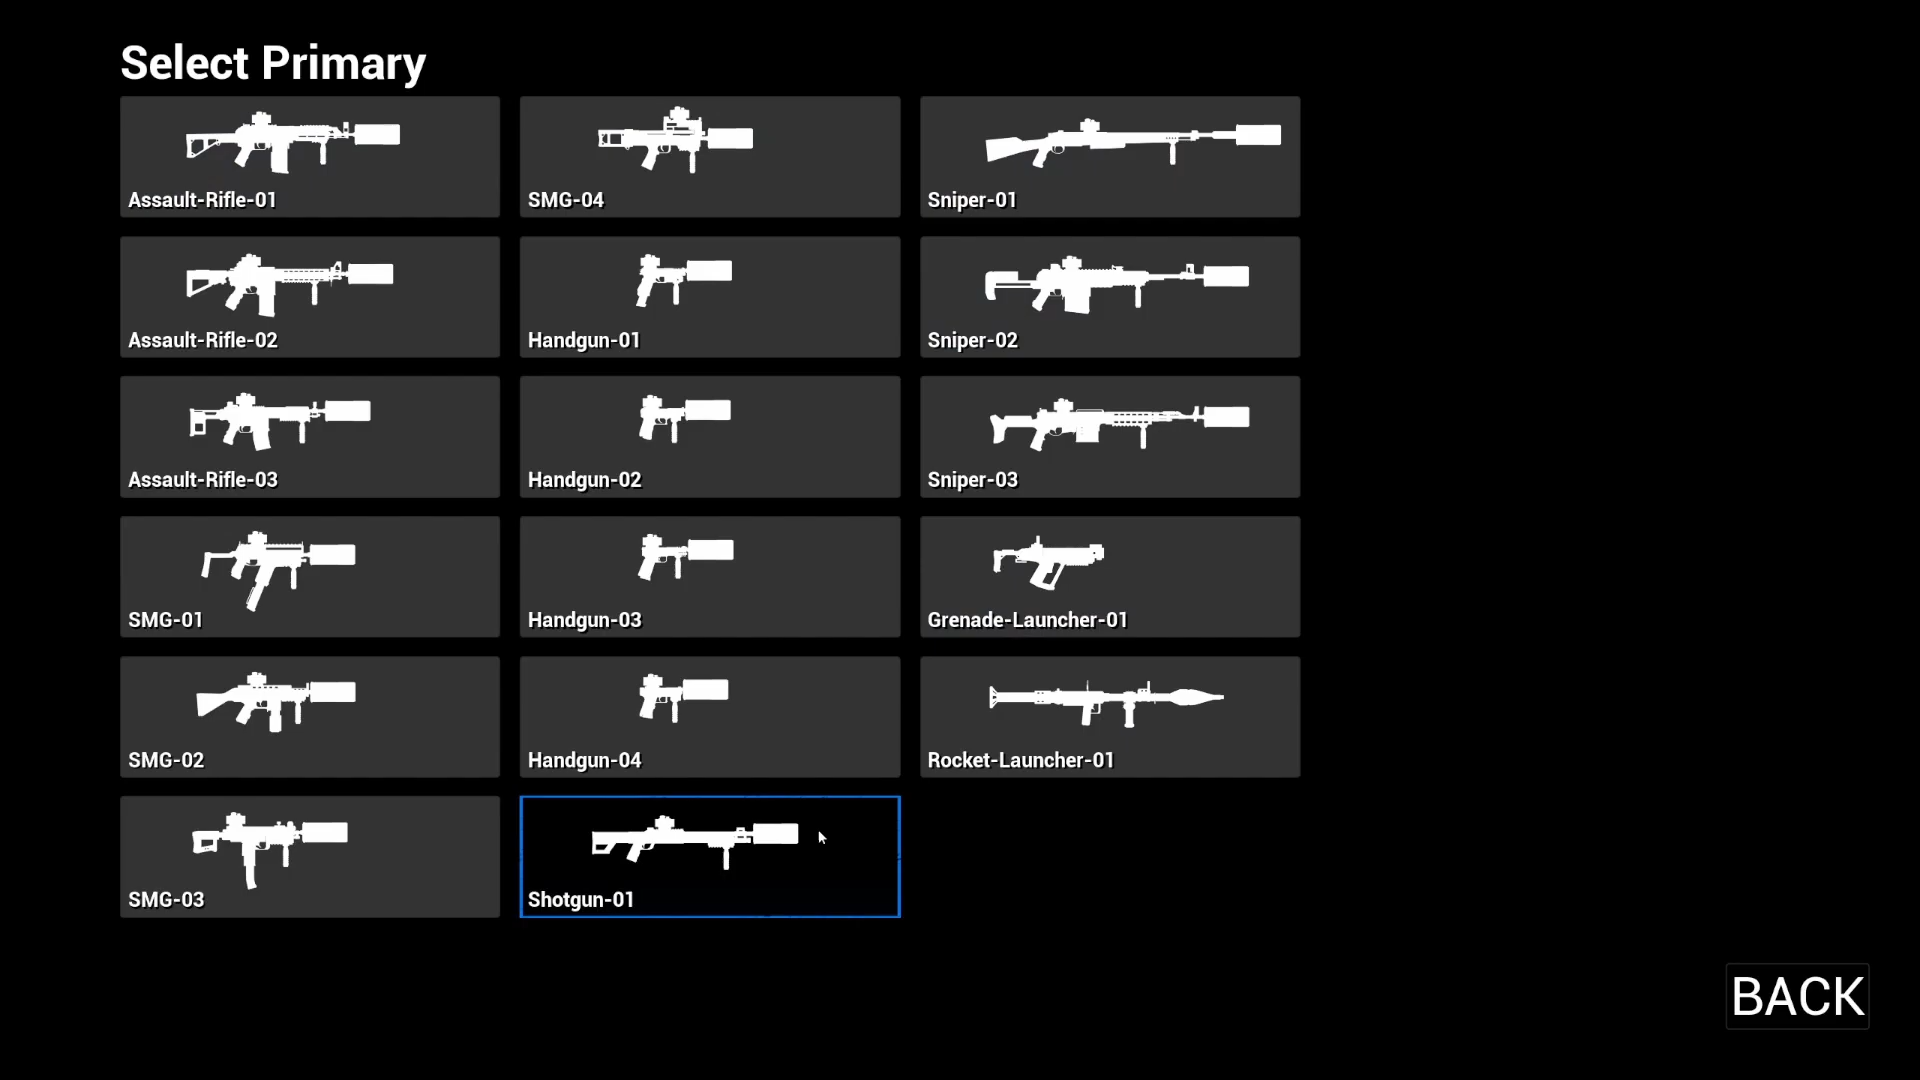 Select Primary
Assault-Rifle-01
Assault-Rifle-02
Assault-Rifle-03
SMG-01
SMG-02
SMG-03
SMG-04
Handgun-01
Handgun-02
Handgun-03
Handgun-04
Shotgun-01
Sniper-01
Sniper-02
Sniper-03
Grenade-Launcher-01
Rocket-Launcher-01
BACK